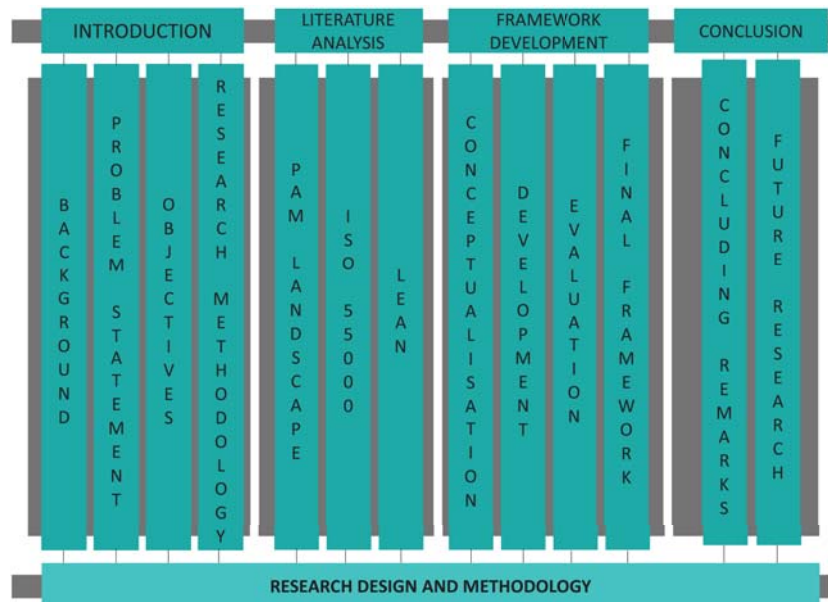 INTRODUCTION
LITERATURE
ANALYSIS
FRAMEWORK
DEVELOPMENT
CONCLUSION
BACKGROUND
PROBLEM STATEMENT
OBJECTIVES
RESEARCH METHODOLOGY
PAM LANDSCAPE
ISO 55000
LEAN
CONCEPTUALISATION
DEVELOPMENT
EVALUATION
FINAL FRAMEWORK
CONCLUDING REMARKS
FUTURE RESEARCH
RESEARCH DESIGN AND METHODOLOGY